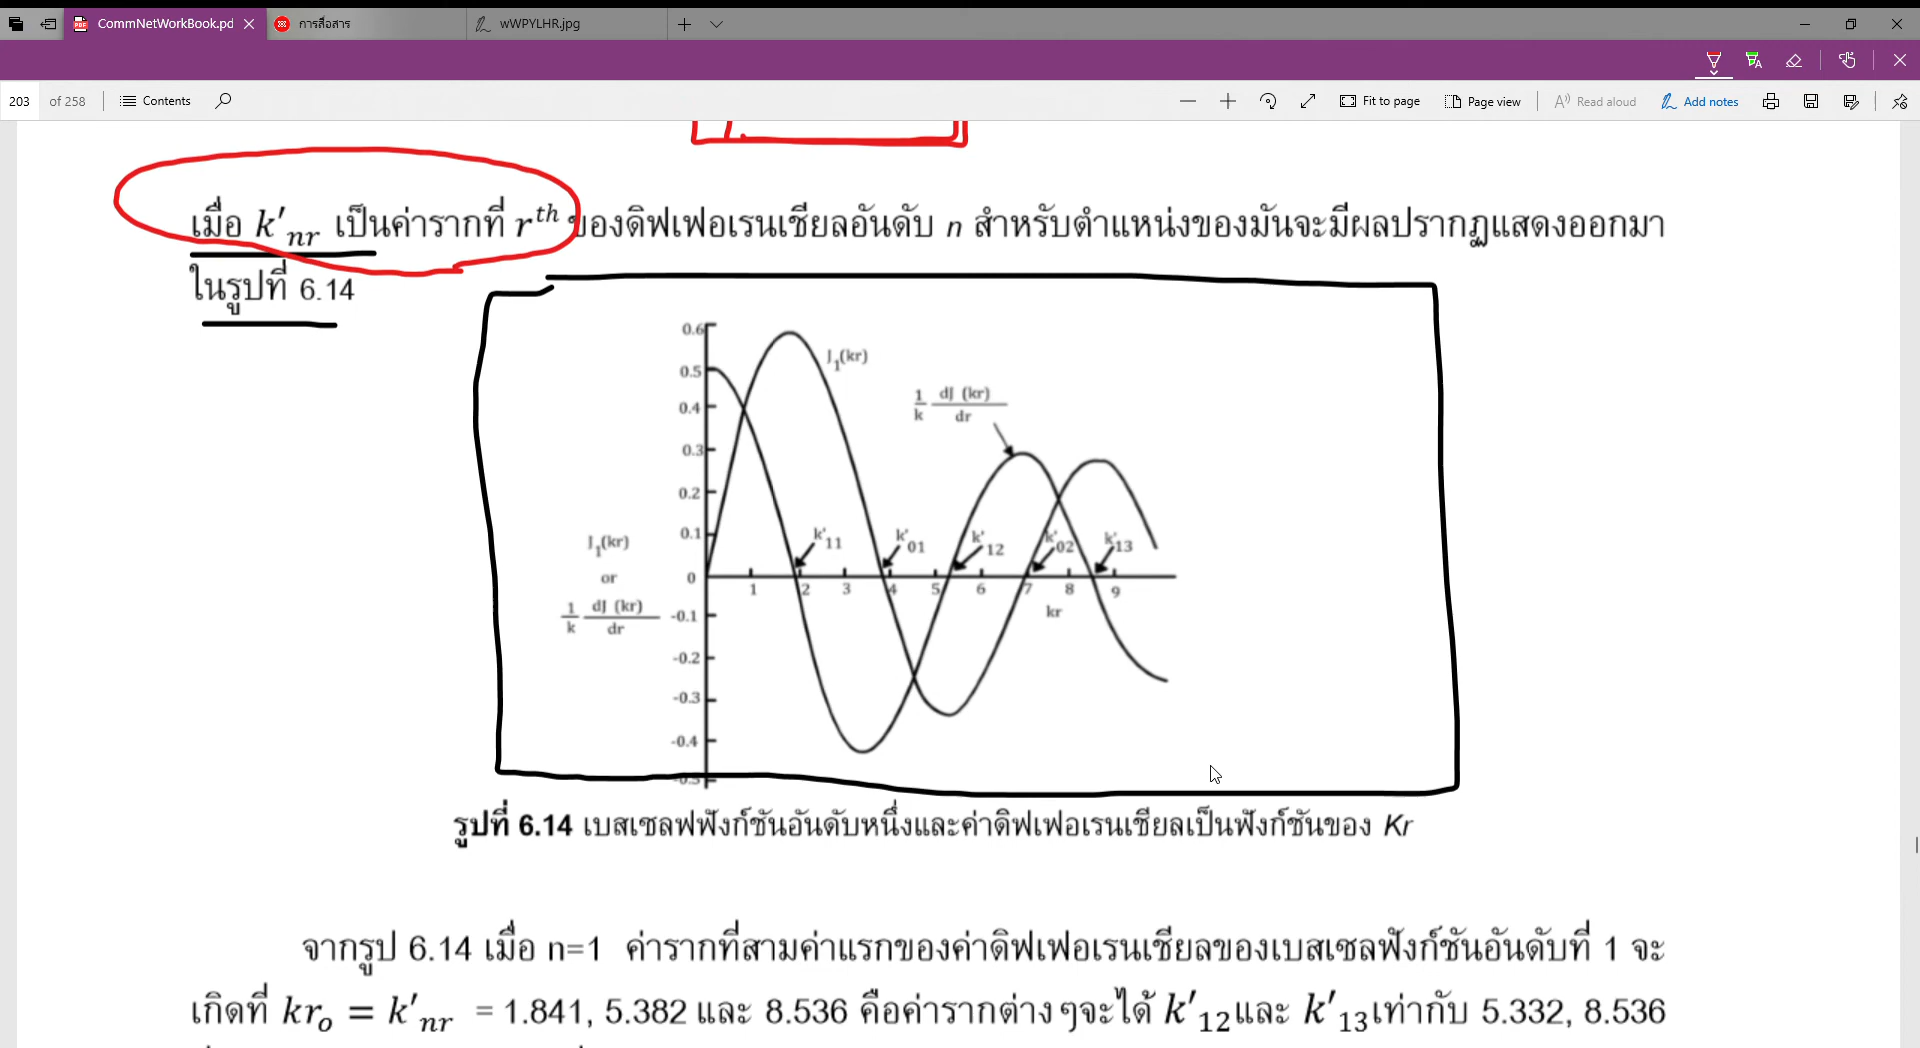 CommNetWorkBook.pd
การสื่อสาร
wWPYLHR.jpg
203 of 258
Contents
Fit to page
Page view
Read aloud
Add notes
เมื่อ k'nr เป็นค่ารากที่ r^th ของดิฟเฟอเรนเชียลอันดับ n สำหรับตำแหน่งของมันจะมีผลปรากฏแสดงออกมา
ในรูปที่ 6.14
0.6
0.5
0.4
0.3
0.2
0.1
0
-0.1
-0.2
-0.3
-0.4
-0.5
J1(kr)
1/k dJ (kr)/dr
J1(kr)
or
1/k dJ (kr)/dr
k'11
k'01
k'12
k'02
k'13
1 2 3 4 5 6 7 8 9
kr
รูปที่ 6.14 เบสเซลฟฟังก์ชันอันดับหนึ่งและค่าดิฟเฟอเรนเชียลเป็นฟังก์ชันของ Kr
จากรูป 6.14 เมื่อ n=1 ค่ารากที่สามค่าแรกของค่าดิฟเฟอเรนเชียลของเบสเซลฟังก์ชันอันดับที่ 1 จะ
เกิดที่ kro = k'nr = 1.841, 5.382 และ 8.536 คือค่ารากต่างๆจะได้ k'12 และ k'13 เท่ากับ 5.332, 8.536